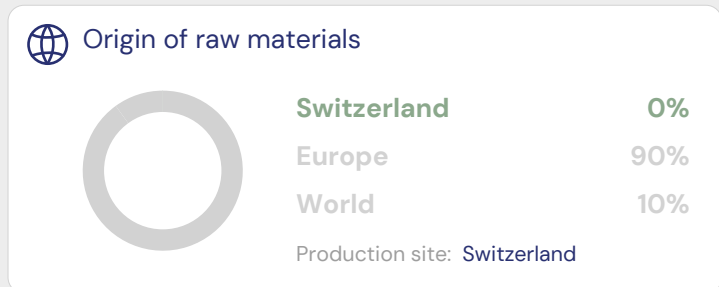 Origin of raw materials
Switzerland 0%
Europe 90%
World 10%
Production site: Switzerland